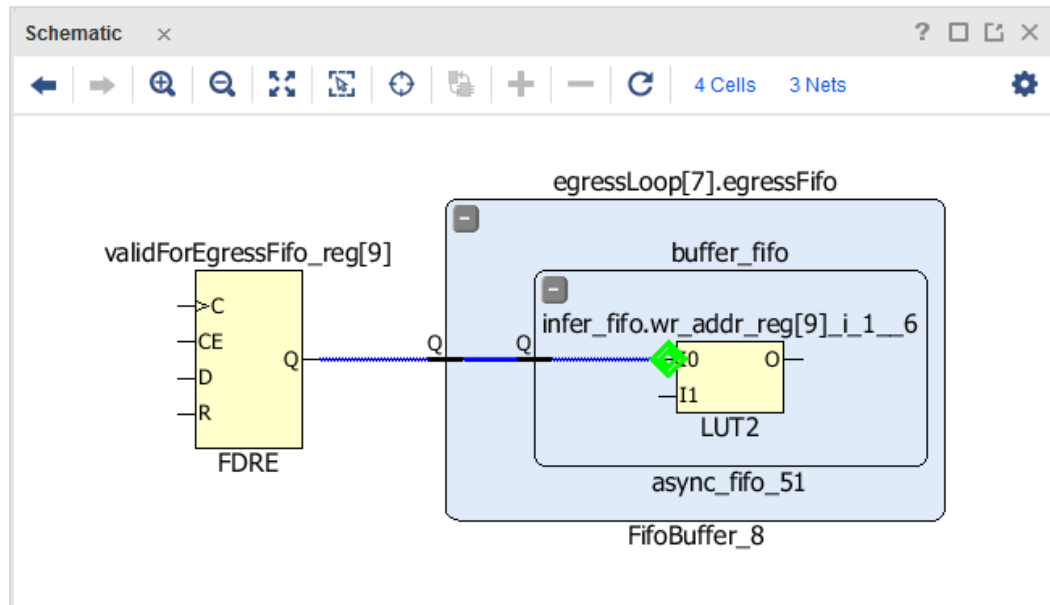 Schematic ×
? 
4 Cells 3 Nets
egressLoop[7].egressFifo
validForEgressFifo_reg[9]
buffer_fifo
infer_fifo.wr_addr_reg[9]_i_1__6
C
CE
D
R
Q
Q
Q
I0
I1
O
LUT2
FDRE
async_fifo_51
FifoBuffer_8